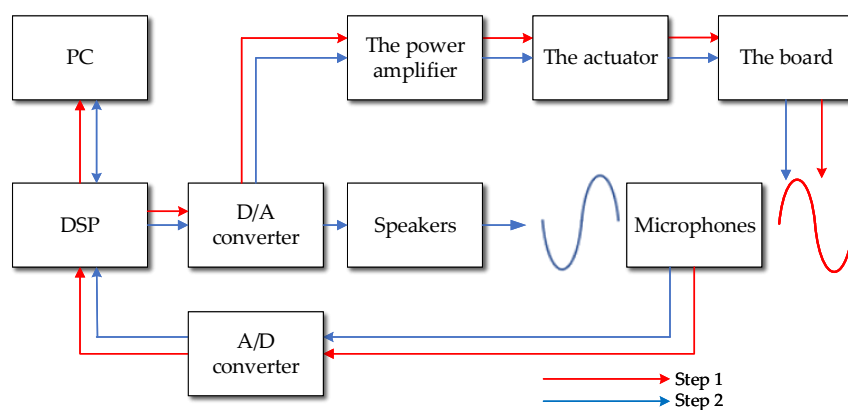 PC
The power
amplifier
The actuator
The board
DSP
D/A
converter
Speakers
Microphones
A/D
converter
Step 1
Step 2